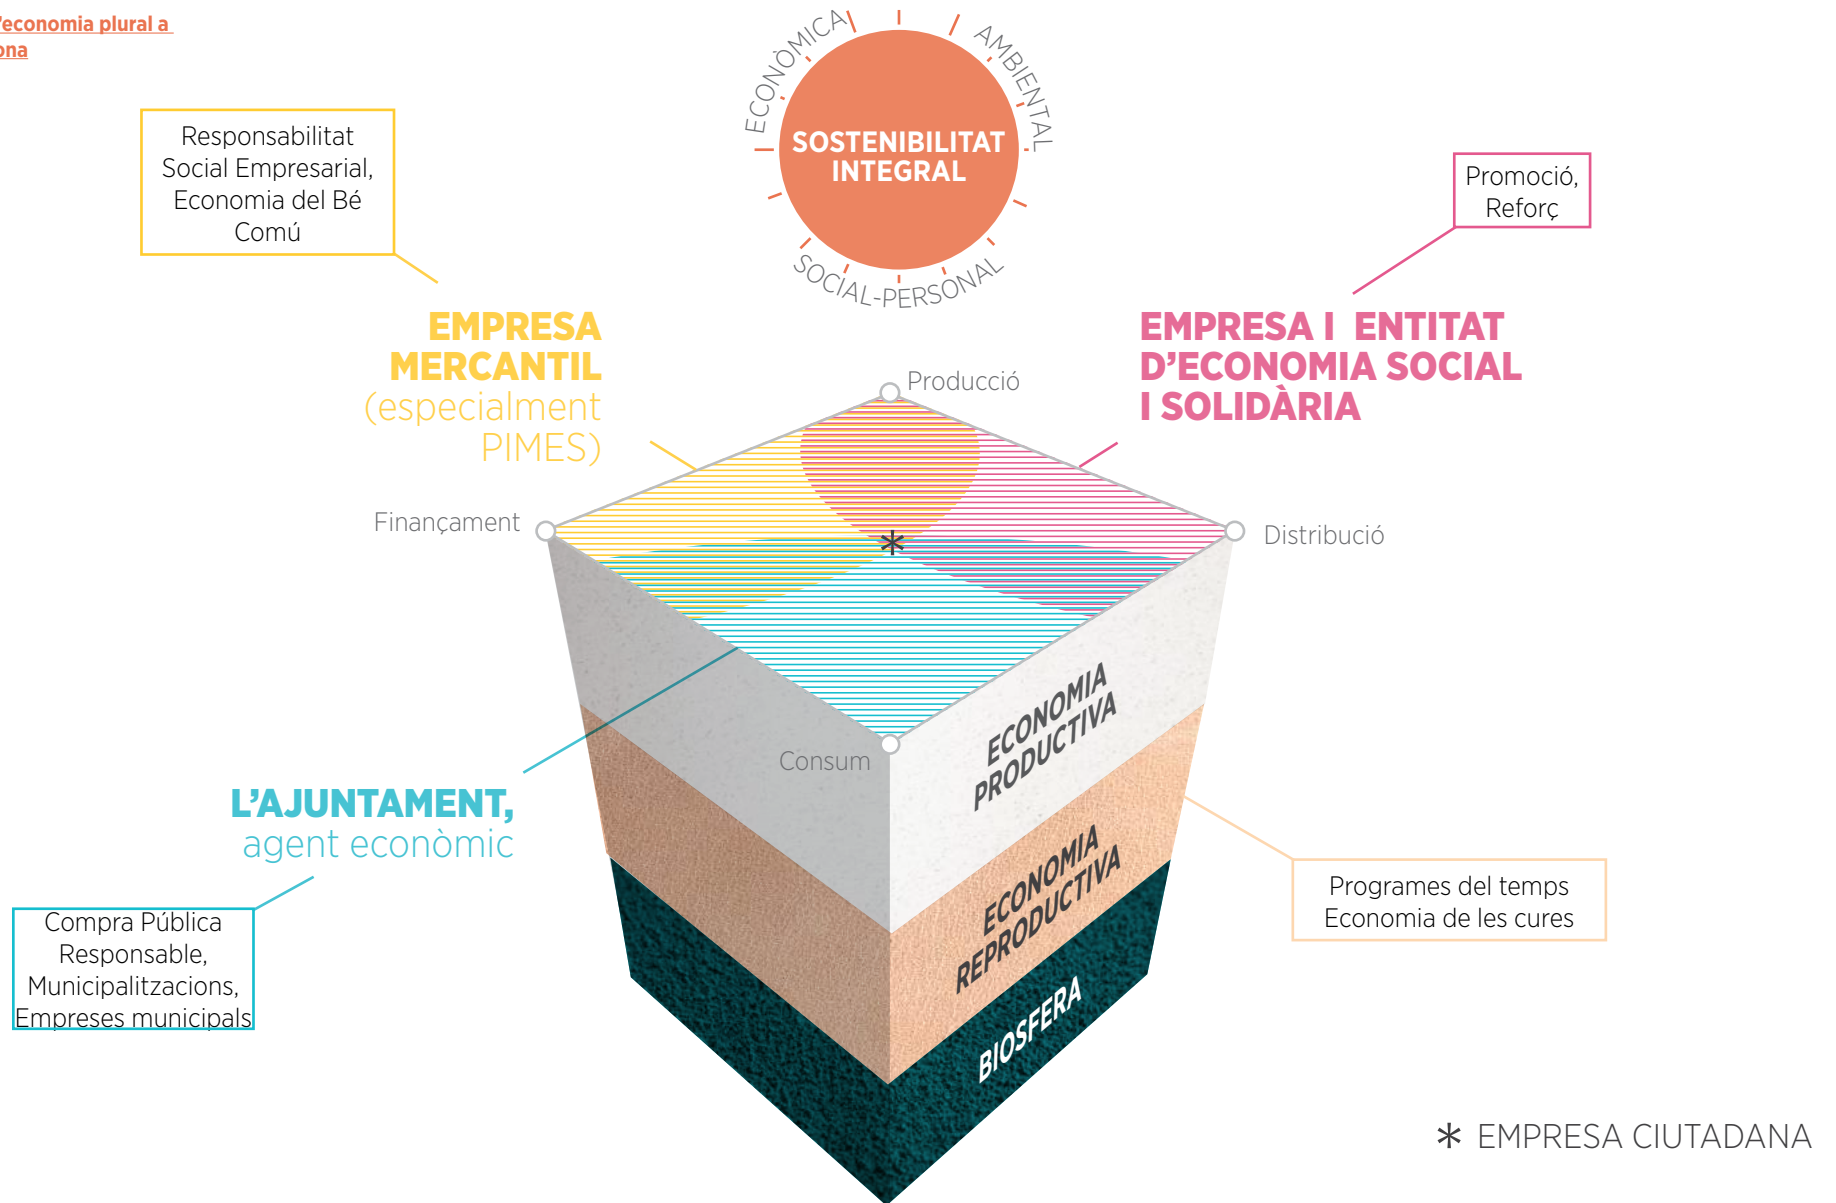 ’economia plural a
ona
ECONÒMICA
AMBIENTAL
SOSTENIBILITAT
INTEGRAL
SOCIAL-PERSONAL
Responsabilitat
Social Empresarial,
Economia del Bé
Comú
Promoció,
Reforç
EMPRESA
MERCANTIL
(especialment
PIMES)
EMPRESA I ENTITAT
D’ECONOMIA SOCIAL
I SOLIDÀRIA
Producció
Finançament
Distribució
Consum
ECONOMIA
PRODUCTIVA
L’AJUNTAMENT,
agent econòmic
ECONOMIA
REPRODUCTIVA
Programes del temps
Economia de les cures
Compra Pública
Responsable,
Municipalitzacions,
Empreses municipals
BIOSFERA
* EMPRESA CIUTADANA